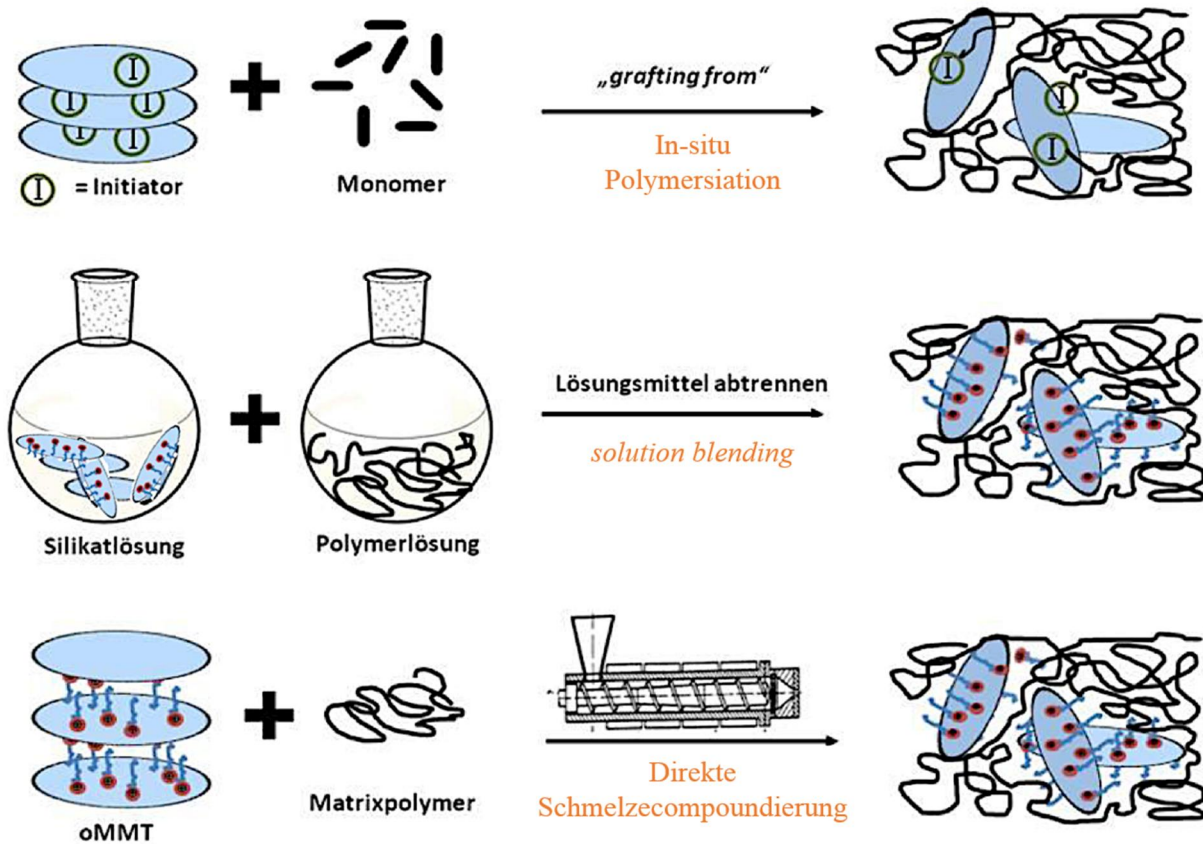 I
I
I
I
I
I = Initiator
Monomer
„grafting from“
In-situ
Polymersiation
I
I
I
Silikatlösung
Polymerlösung
Lösungsmittel abtrennen
solution blending
oMMT
Matrixpolymer
Direkte
Schmelzecompoundierung